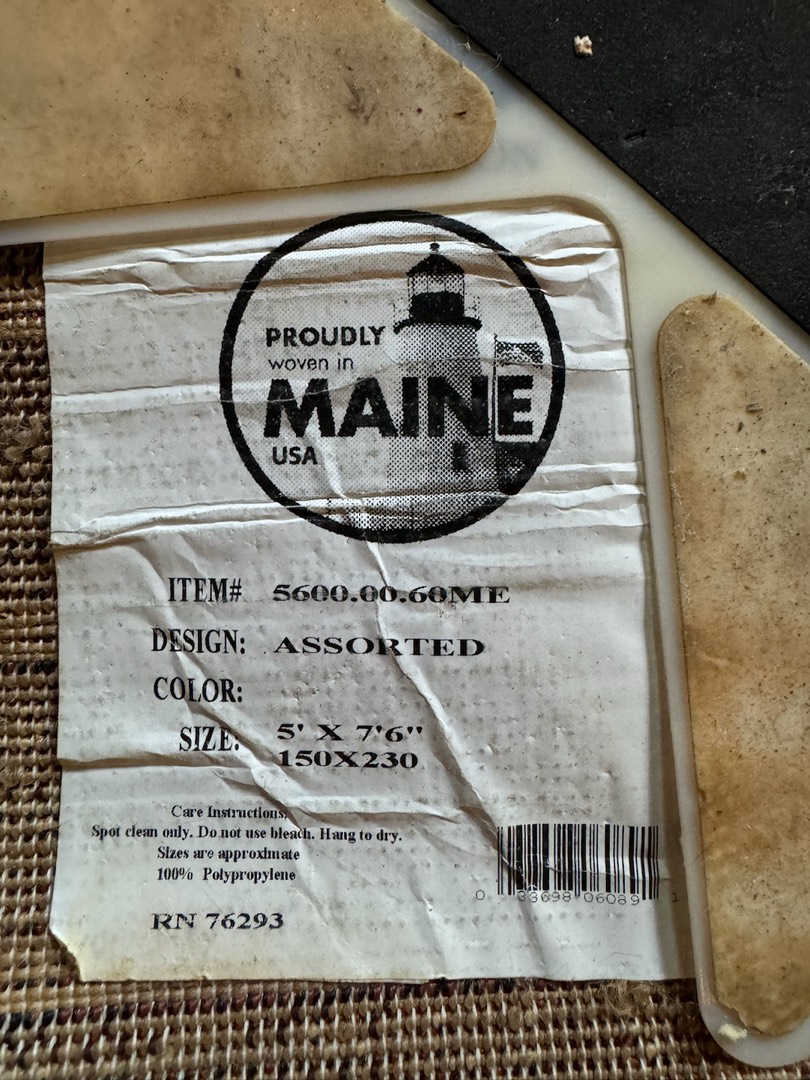 PROUDLY
woven in
MAINE
USA
ITEM# 5600.00.60ME
DESIGN: ASSORTED
COLOR:
SIZE: 5' X 7'6"
150X230
Care Instructions:
Spot clean only. Do not use bleach. Hang to dry.
Sizes are approximate
100% Polypropylene
RN 76293
0 33698 06089 1